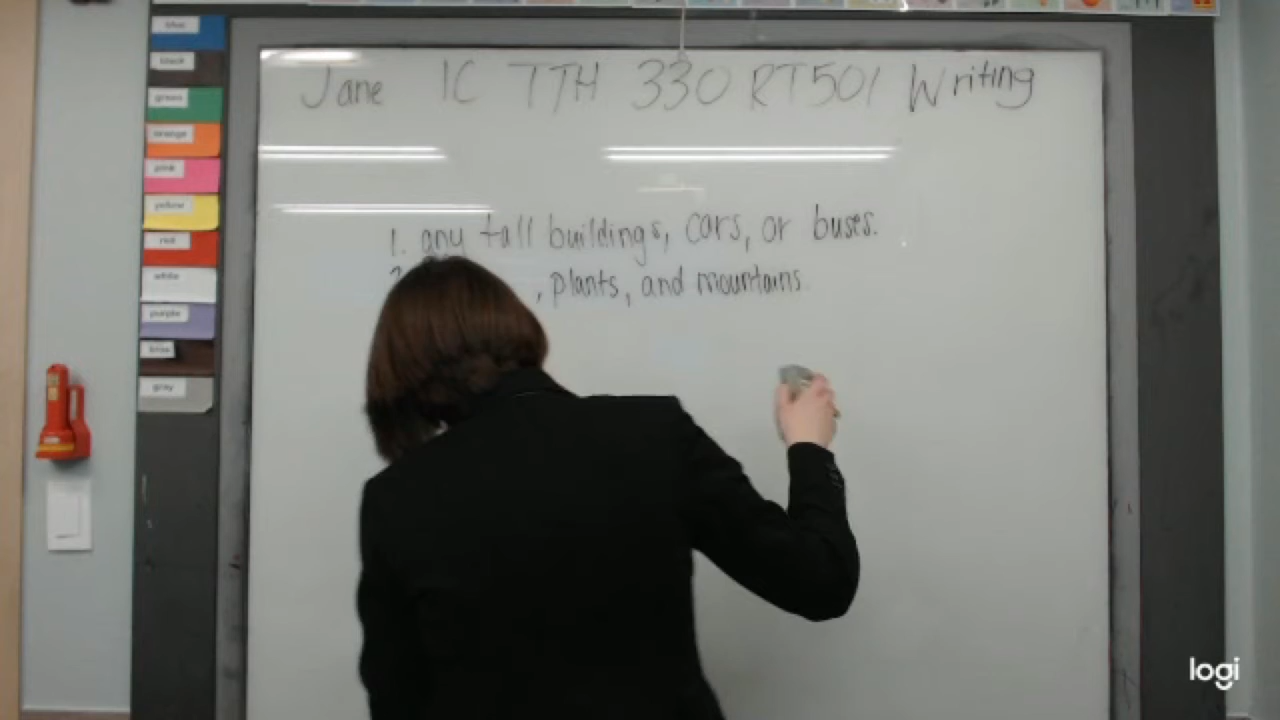 Jane 1C TTH 330 RT501 Writing
1. any tall buildings, cars, or buses.
, plants, and mountains.
blue
black
green
orange
pink
yellow
red
white
purple
gray
logi